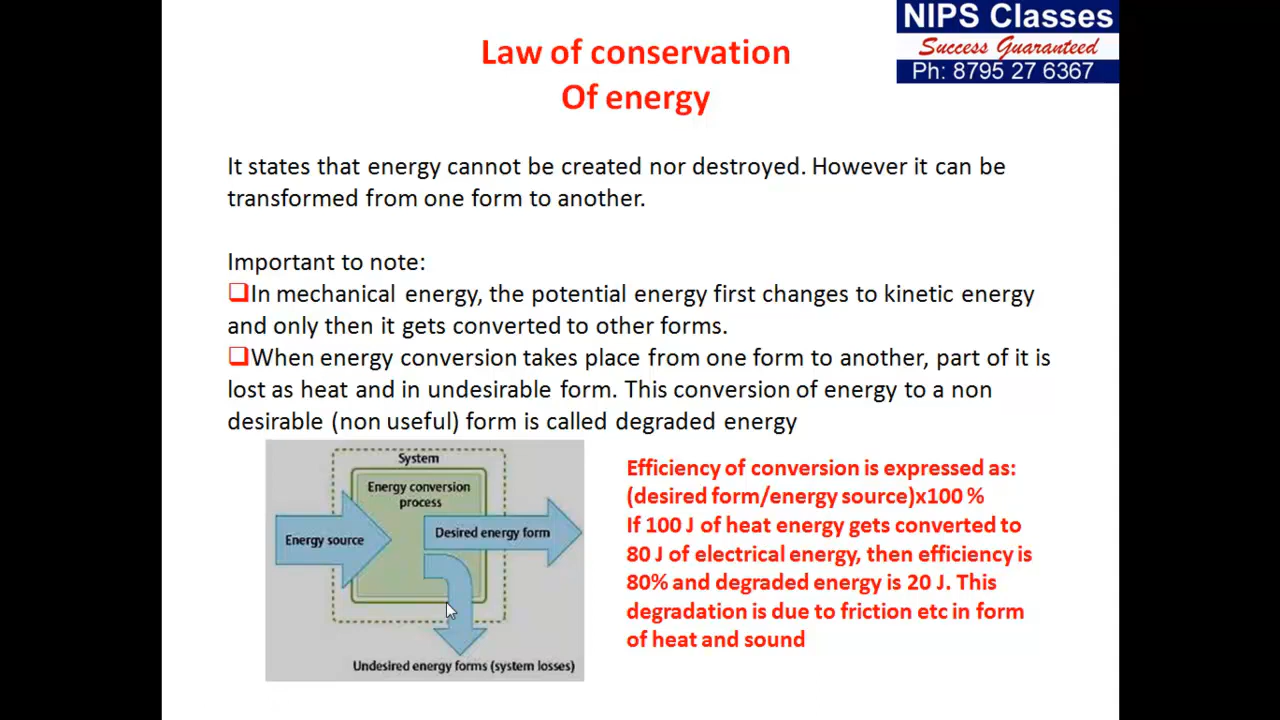 NIPS Classes
Success Guaranteed
Ph: 8795 27 6367
Law of conservation
Of energy
It states that energy cannot be created nor destroyed. However it can be
transformed from one form to another.
Important to note:
In mechanical energy, the potential energy first changes to kinetic energy
and only then it gets converted to other forms.
When energy conversion takes place from one form to another, part of it is
lost as heat and in undesirable form. This conversion of energy to a non
desirable (non useful) form is called degraded energy
System
Energy conversion
process
Energy source
Desired energy form
Undesired energy forms (system losses)
Efficiency of conversion is expressed as:
(desired form/energy source)x100 %
If 100 J of heat energy gets converted to
80 J of electrical energy, then efficiency is
80% and degraded energy is 20 J. This
degradation is due to friction etc in form
of heat and sound